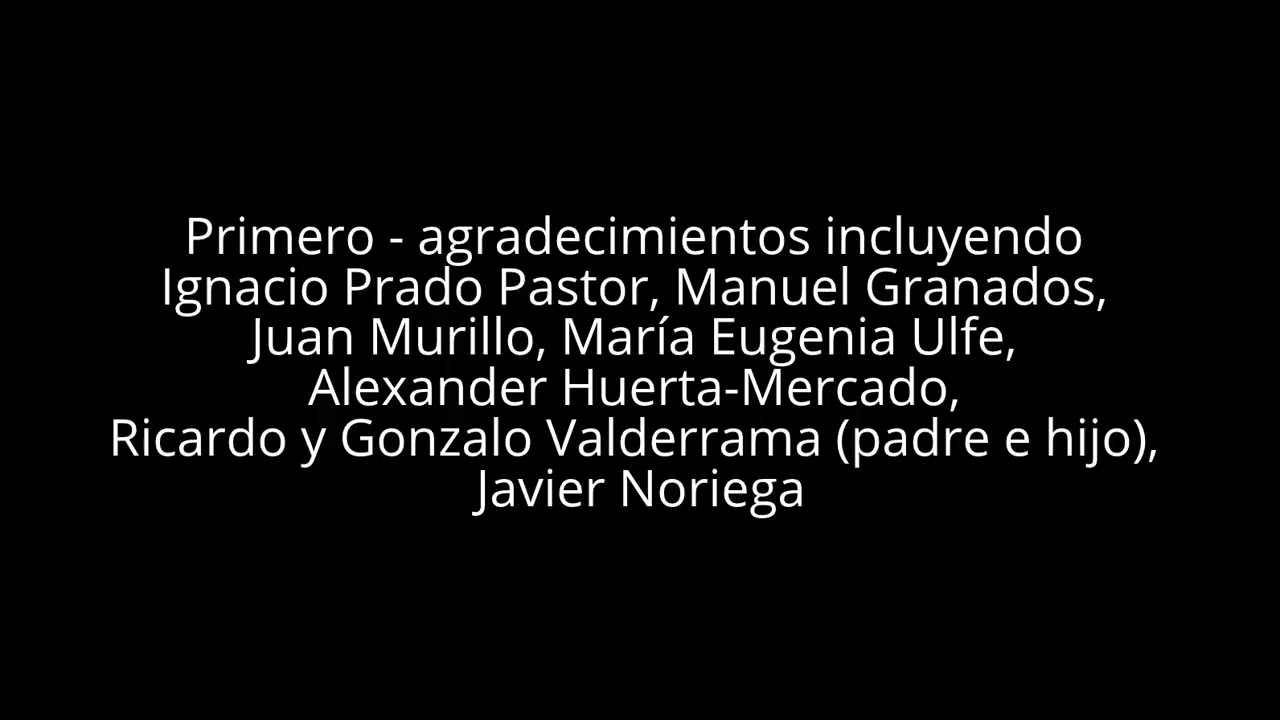 Primero - agradecimientos incluyendo
Ignacio Prado Pastor, Manuel Granados,
Juan Murillo, María Eugenia Ulfe,
Alexander Huerta-Mercado,
Ricardo y Gonzalo Valderrama (padre e hijo),
Javier Noriega